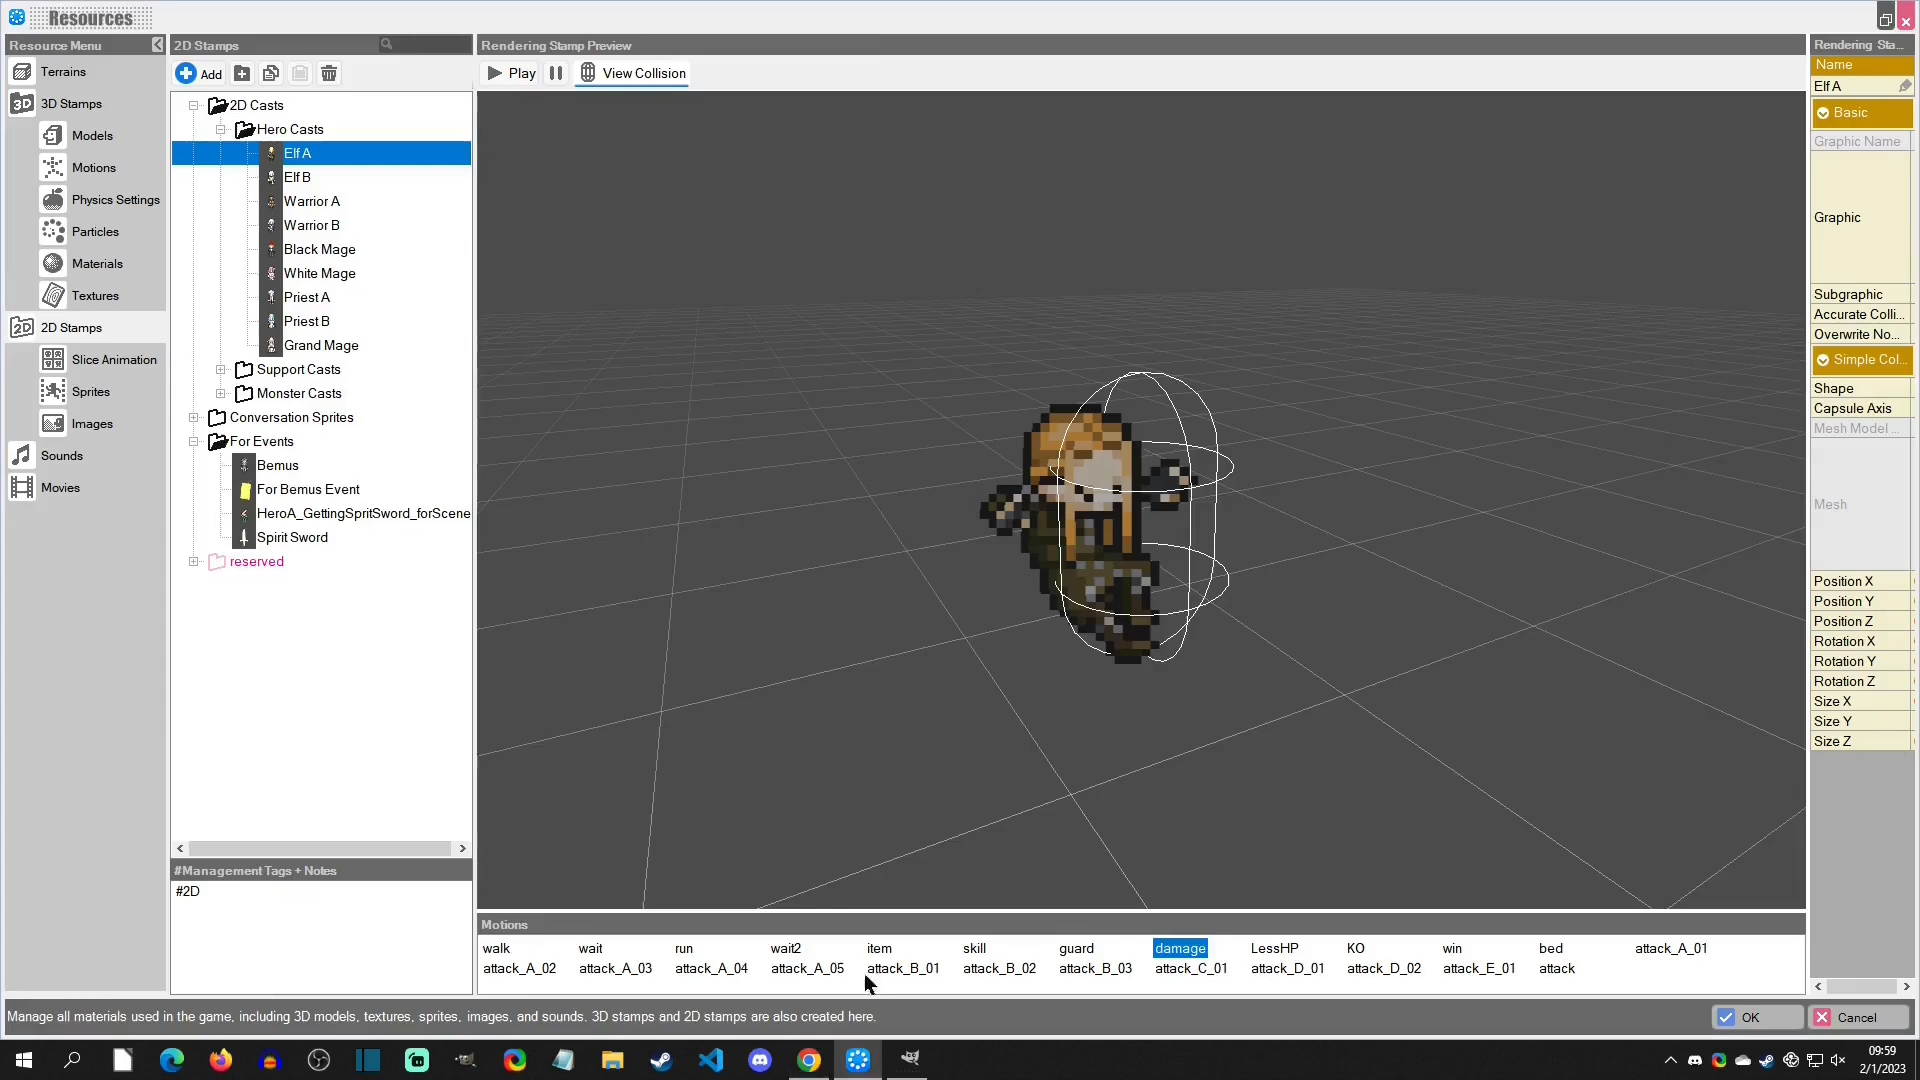 Resources
Resource Menu
Terrains
3D Stamps
Models
Motions
Physics Settings
Particles
Materials
Textures
2D Stamps
Slice Animation
Sprites
Images
Sounds
Movies
2D Stamps
Add
2D Casts
Hero Casts
Elf A
Elf B
Warrior A
Warrior B
Black Mage
White Mage
Priest A
Priest B
Grand Mage
Support Casts
Monster Casts
Conversation Sprites
For Events
Bemus
For Bemus Event
HeroA_GettingSpritSword_forScene
Spirit Sword
reserved
#Management Tags + Notes
#2D
Rendering Stamp Preview
Play
View Collision
Motions
walk wait run wait2 item skill guard damage LessHP KO win bed attack_A_01
attack_A_02 attack_A_03 attack_A_04 attack_A_05 attack_B_01 attack_B_02 attack_B_03 attack_C_01 attack_D_01 attack_D_02 attack_E_01 attack
Rendering Sta...
Name
Elf A
Basic
Graphic Name
Graphic
Subgraphic
Accurate Colli...
Overwrite No...
Simple Col...
Shape
Capsule Axis
Mesh Model ...
Mesh
Position X
Position Y
Position Z
Rotation X
Rotation Y
Rotation Z
Size X
Size Y
Size Z
Manage all materials used in the game, including 3D models, textures, sprites, images, and sounds. 3D stamps and 2D stamps are also created here.
OK
Cancel
09:59
2/1/2023